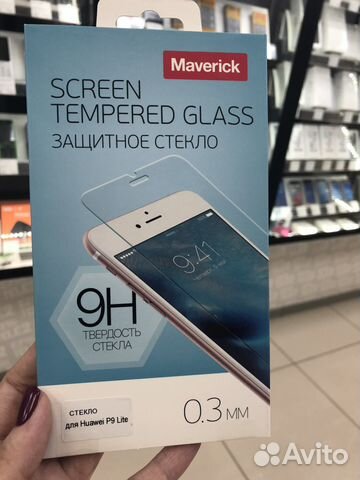 Maverick
SCREEN
TEMPERED GLASS
ЗАЩИТНОЕ СТЕКЛО
9:41
9H
ТВЕРДОСТЬ
СТЕКЛА
СТЕКЛО
для Huawei P9 Lite
0.3 мм
Avito